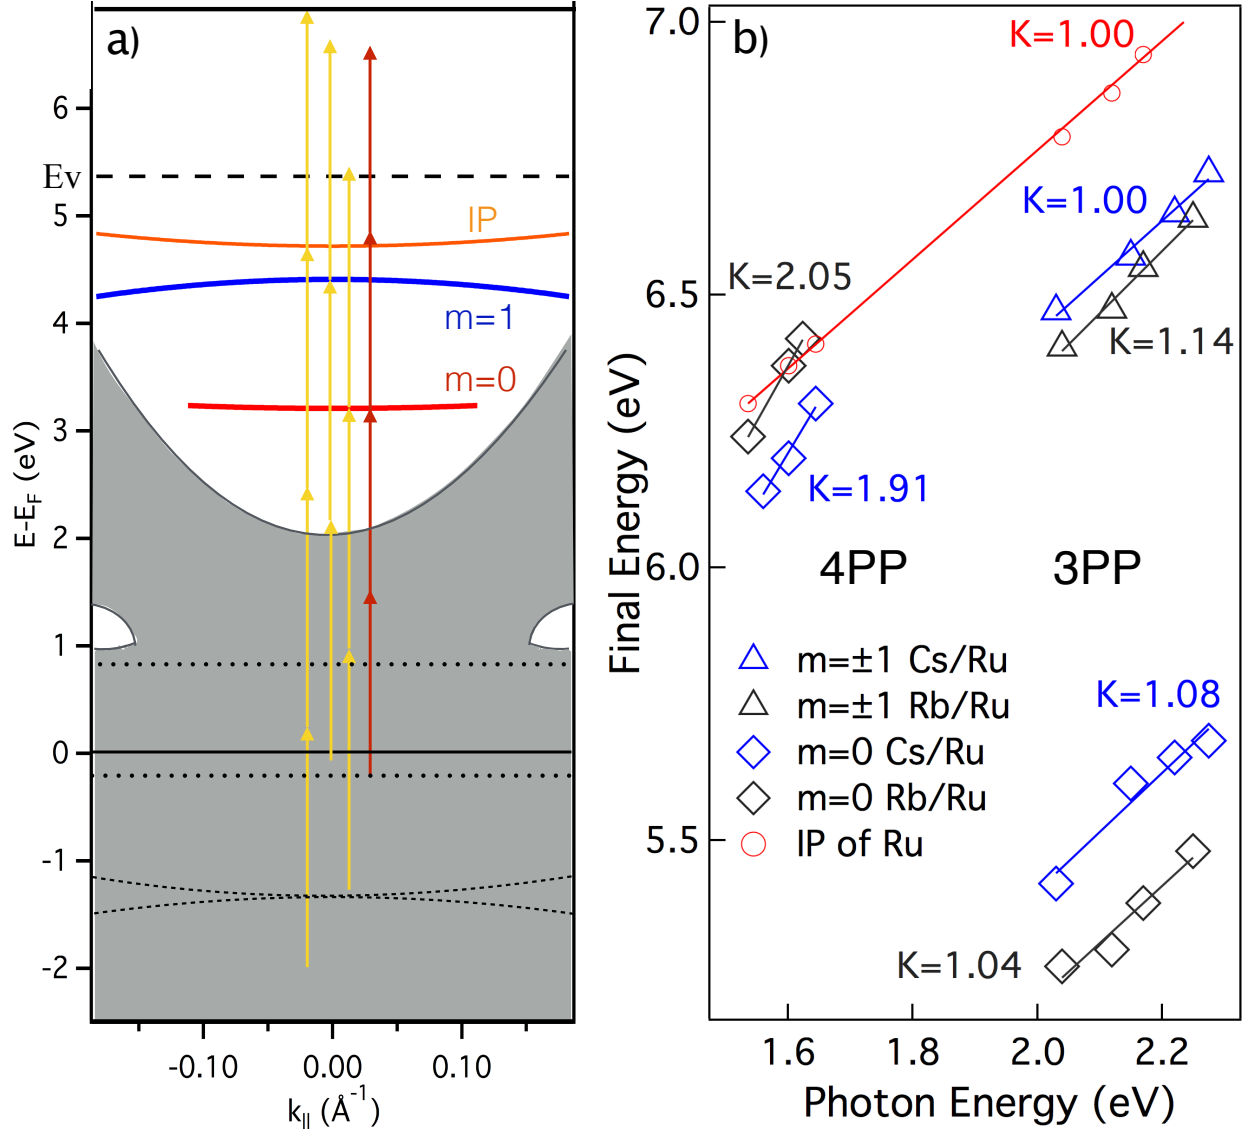 a)
6
Ev
5
4
3
2
1
0
-1
-2
E-EF (eV)
IP
m=1
m=0
-0.10 0.00 0.10
k|| (Å-1)
b)
7.0
6.5
6.0
5.5
Final Energy (eV)
K=1.00
K=1.00
K=2.05
K=1.14
K=1.91
4PP 3PP
m=±1 Cs/Ru
m=±1 Rb/Ru
m=0 Cs/Ru
m=0 Rb/Ru
IP of Ru
K=1.08
K=1.04
1.6 1.8 2.0 2.2
Photon Energy (eV)